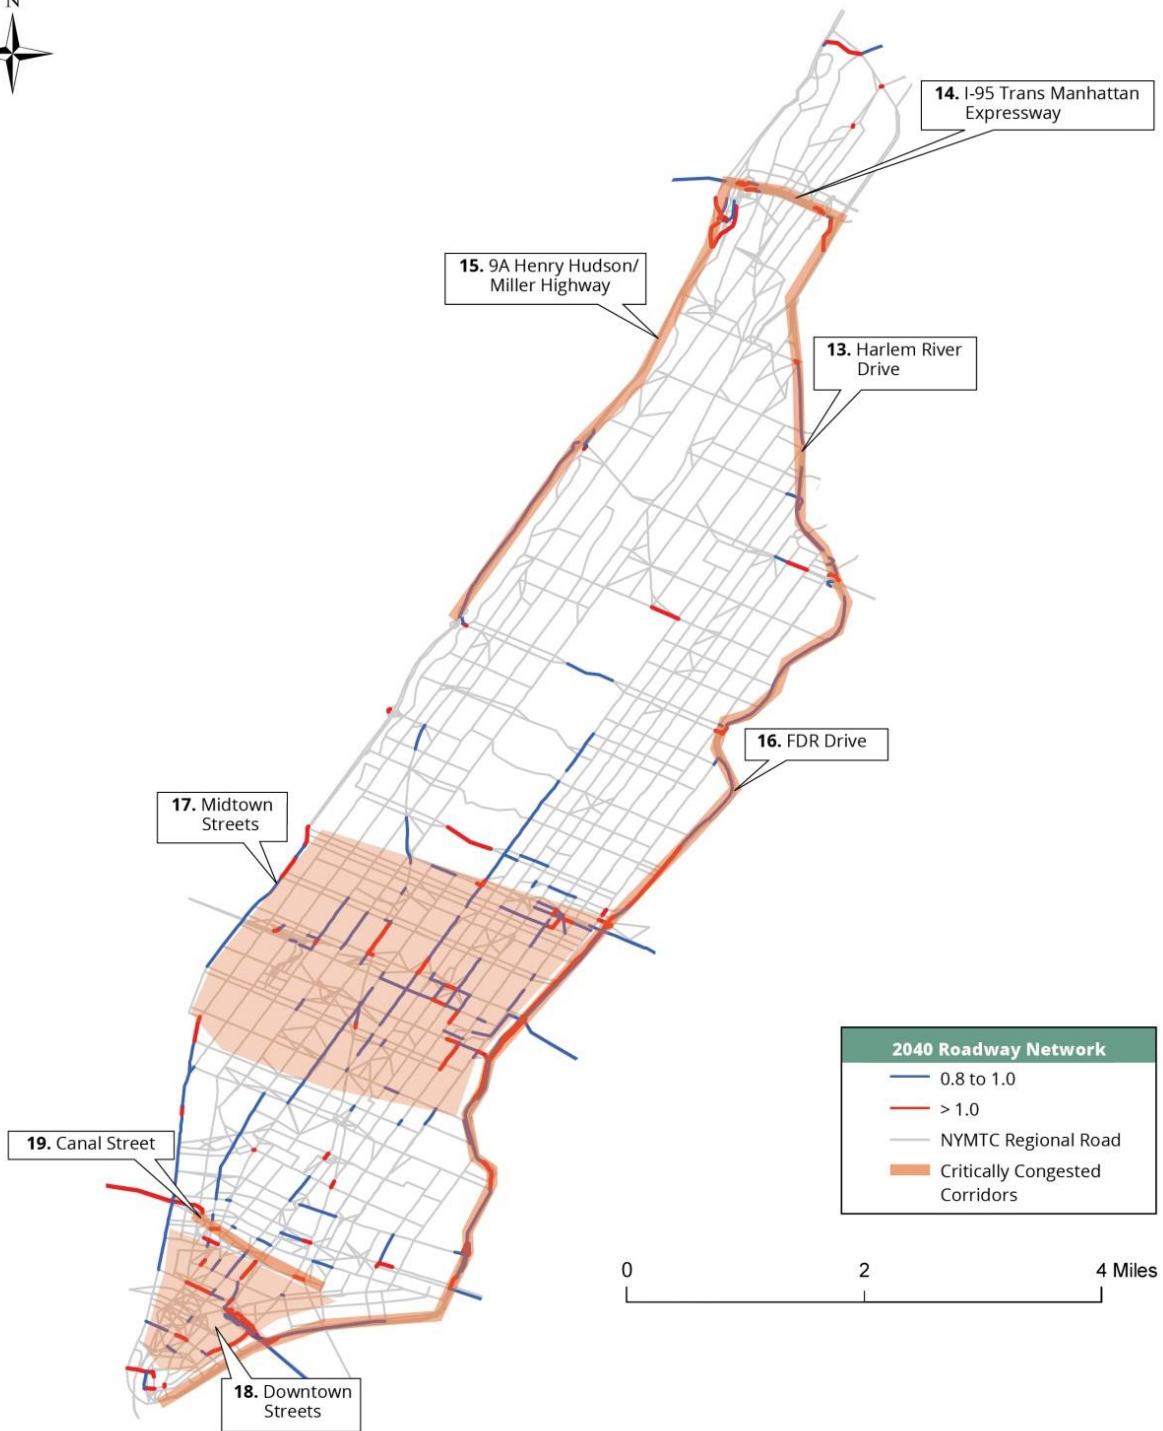 N
14. I-95 Trans Manhattan
Expressway
15. 9A Henry Hudson/
Miller Highway
13. Harlem River
Drive
16. FDR Drive
17. Midtown
Streets
2040 Roadway Network
0.8 to 1.0
> 1.0
NYMTC Regional Road
Critically Congested
Corridors
19. Canal Street
0 2 4 Miles
18. Downtown
Streets